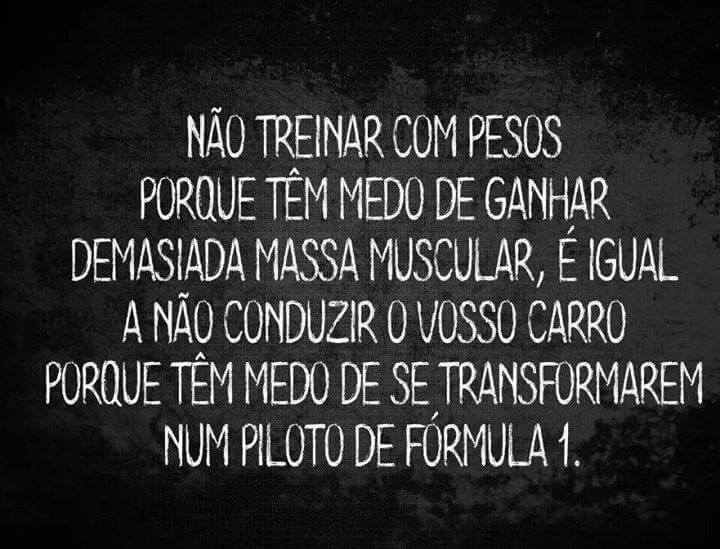 NÃO TREINAR COM PESOS
PORQUE TÊM MEDO DE GANHAR
DEMASIADA MASSA MUSCULAR, É IGUAL
A NÃO CONDUZIR O VOSSO CARRO
PORQUE TÊM MEDO DE SE TRANSFORMAREM
NUM PILOTO DE FÓRMULA 1.